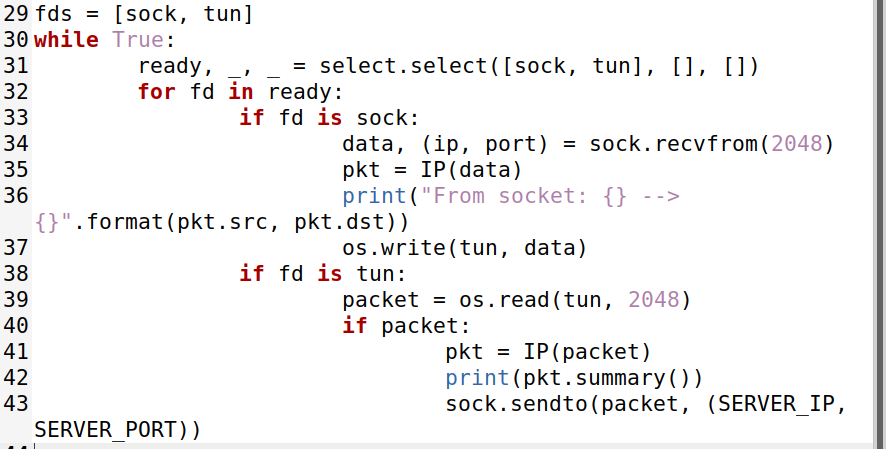 29 fds = [sock, tun]
30 while True:
31 ready, _, _ = select.select([sock, tun], [], [])
32 for fd in ready:
33 if fd is sock:
34 data, (ip, port) = sock.recvfrom(2048)
35 pkt = IP(data)
36 print("From socket: {} -->
{}".format(pkt.src, pkt.dst))
37 os.write(tun, data)
38 if fd is tun:
39 packet = os.read(tun, 2048)
40 if packet:
41 pkt = IP(packet)
42 print(pkt.summary())
43 sock.sendto(packet, (SERVER_IP,
SERVER_PORT))